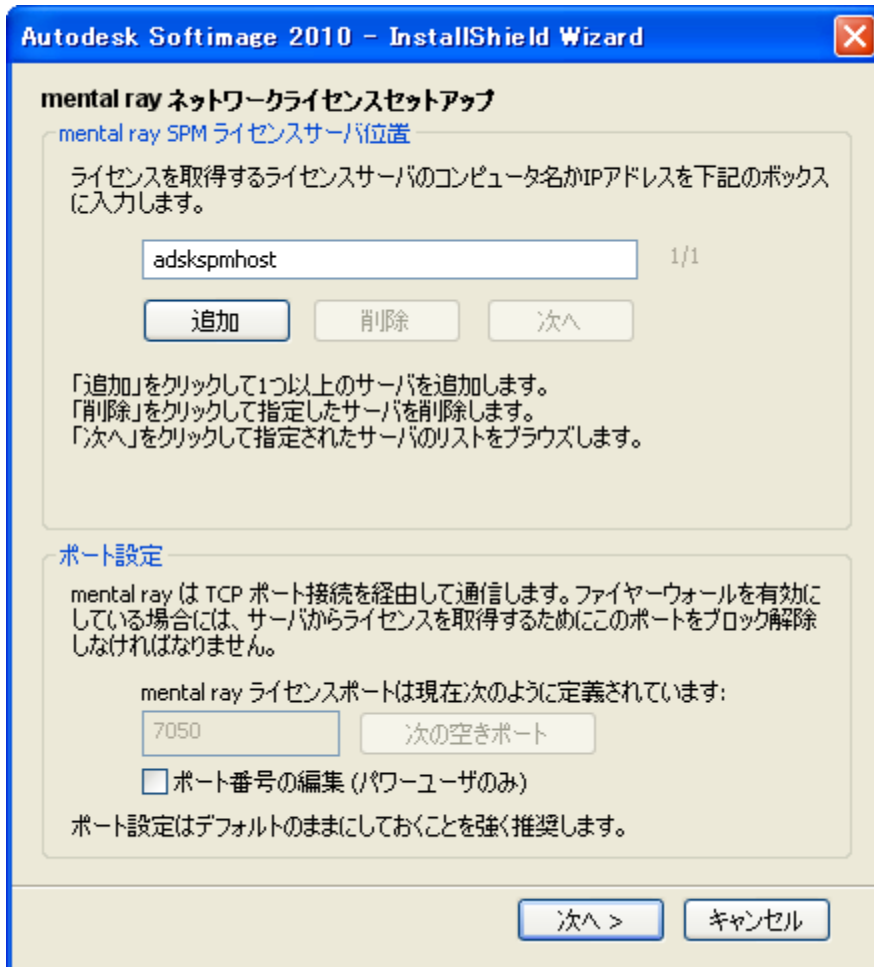 Autodesk Softimage 2010 - InstallShield Wizard
mental ray ネットワークライセンスセットアップ
mental ray SPM ライセンスサーバ位置
ライセンスを取得するライセンスサーバのコンピュータ名かIPアドレスを下記のボックス
に入力します。
adskspmhost
1/1
追加
削除
次へ
「追加」をクリックして1つ以上のサーバを追加します。
「削除」をクリックして指定したサーバを削除します。
「次へ」をクリックして指定されたサーバのリストをブラウズします。
ポート設定
mental ray は TCP ポート接続を経由して通信します。ファイヤーウォールを有効に
している場合には、サーバからライセンスを取得するためにこのポートをブロック解除
しなければなりません。
mental ray ライセンスポートは現在次のように定義されています:
7050
次の空きポート
ポート番号の編集 (パワーユーザのみ)
ポート設定はデフォルトのままにしておくことを強く推奨します。
次へ >
キャンセル